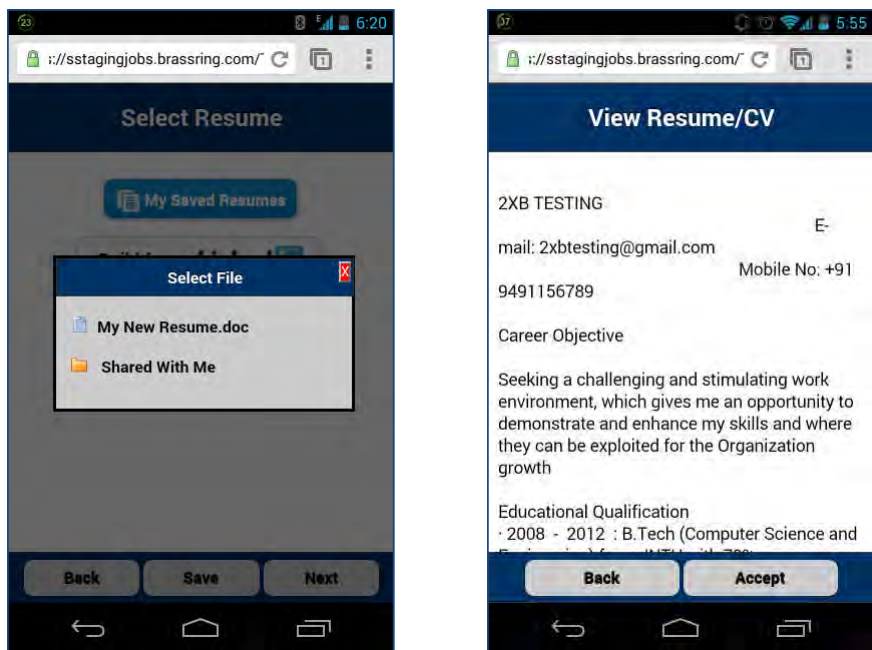 23
6:20
s://sstagingjobs.brassring.com/
1
Select Resume
My Saved Resumes
Select File
X
My New Resume.doc
Shared With Me
Back
Save
Next
37
5:55
s://sstagingjobs.brassring.com/
1
View Resume/CV
2XB TESTING
E-
mail: 2xbtesting@gmail.com
Mobile No: +91
9491156789
Career Objective
Seeking a challenging and stimulating work
environment, which gives me an opportunity to
demonstrate and enhance my skills and where
they can be exploited for the Organization
growth
Educational Qualification
· 2008 - 2012 : B.Tech (Computer Science and
Back
Accept